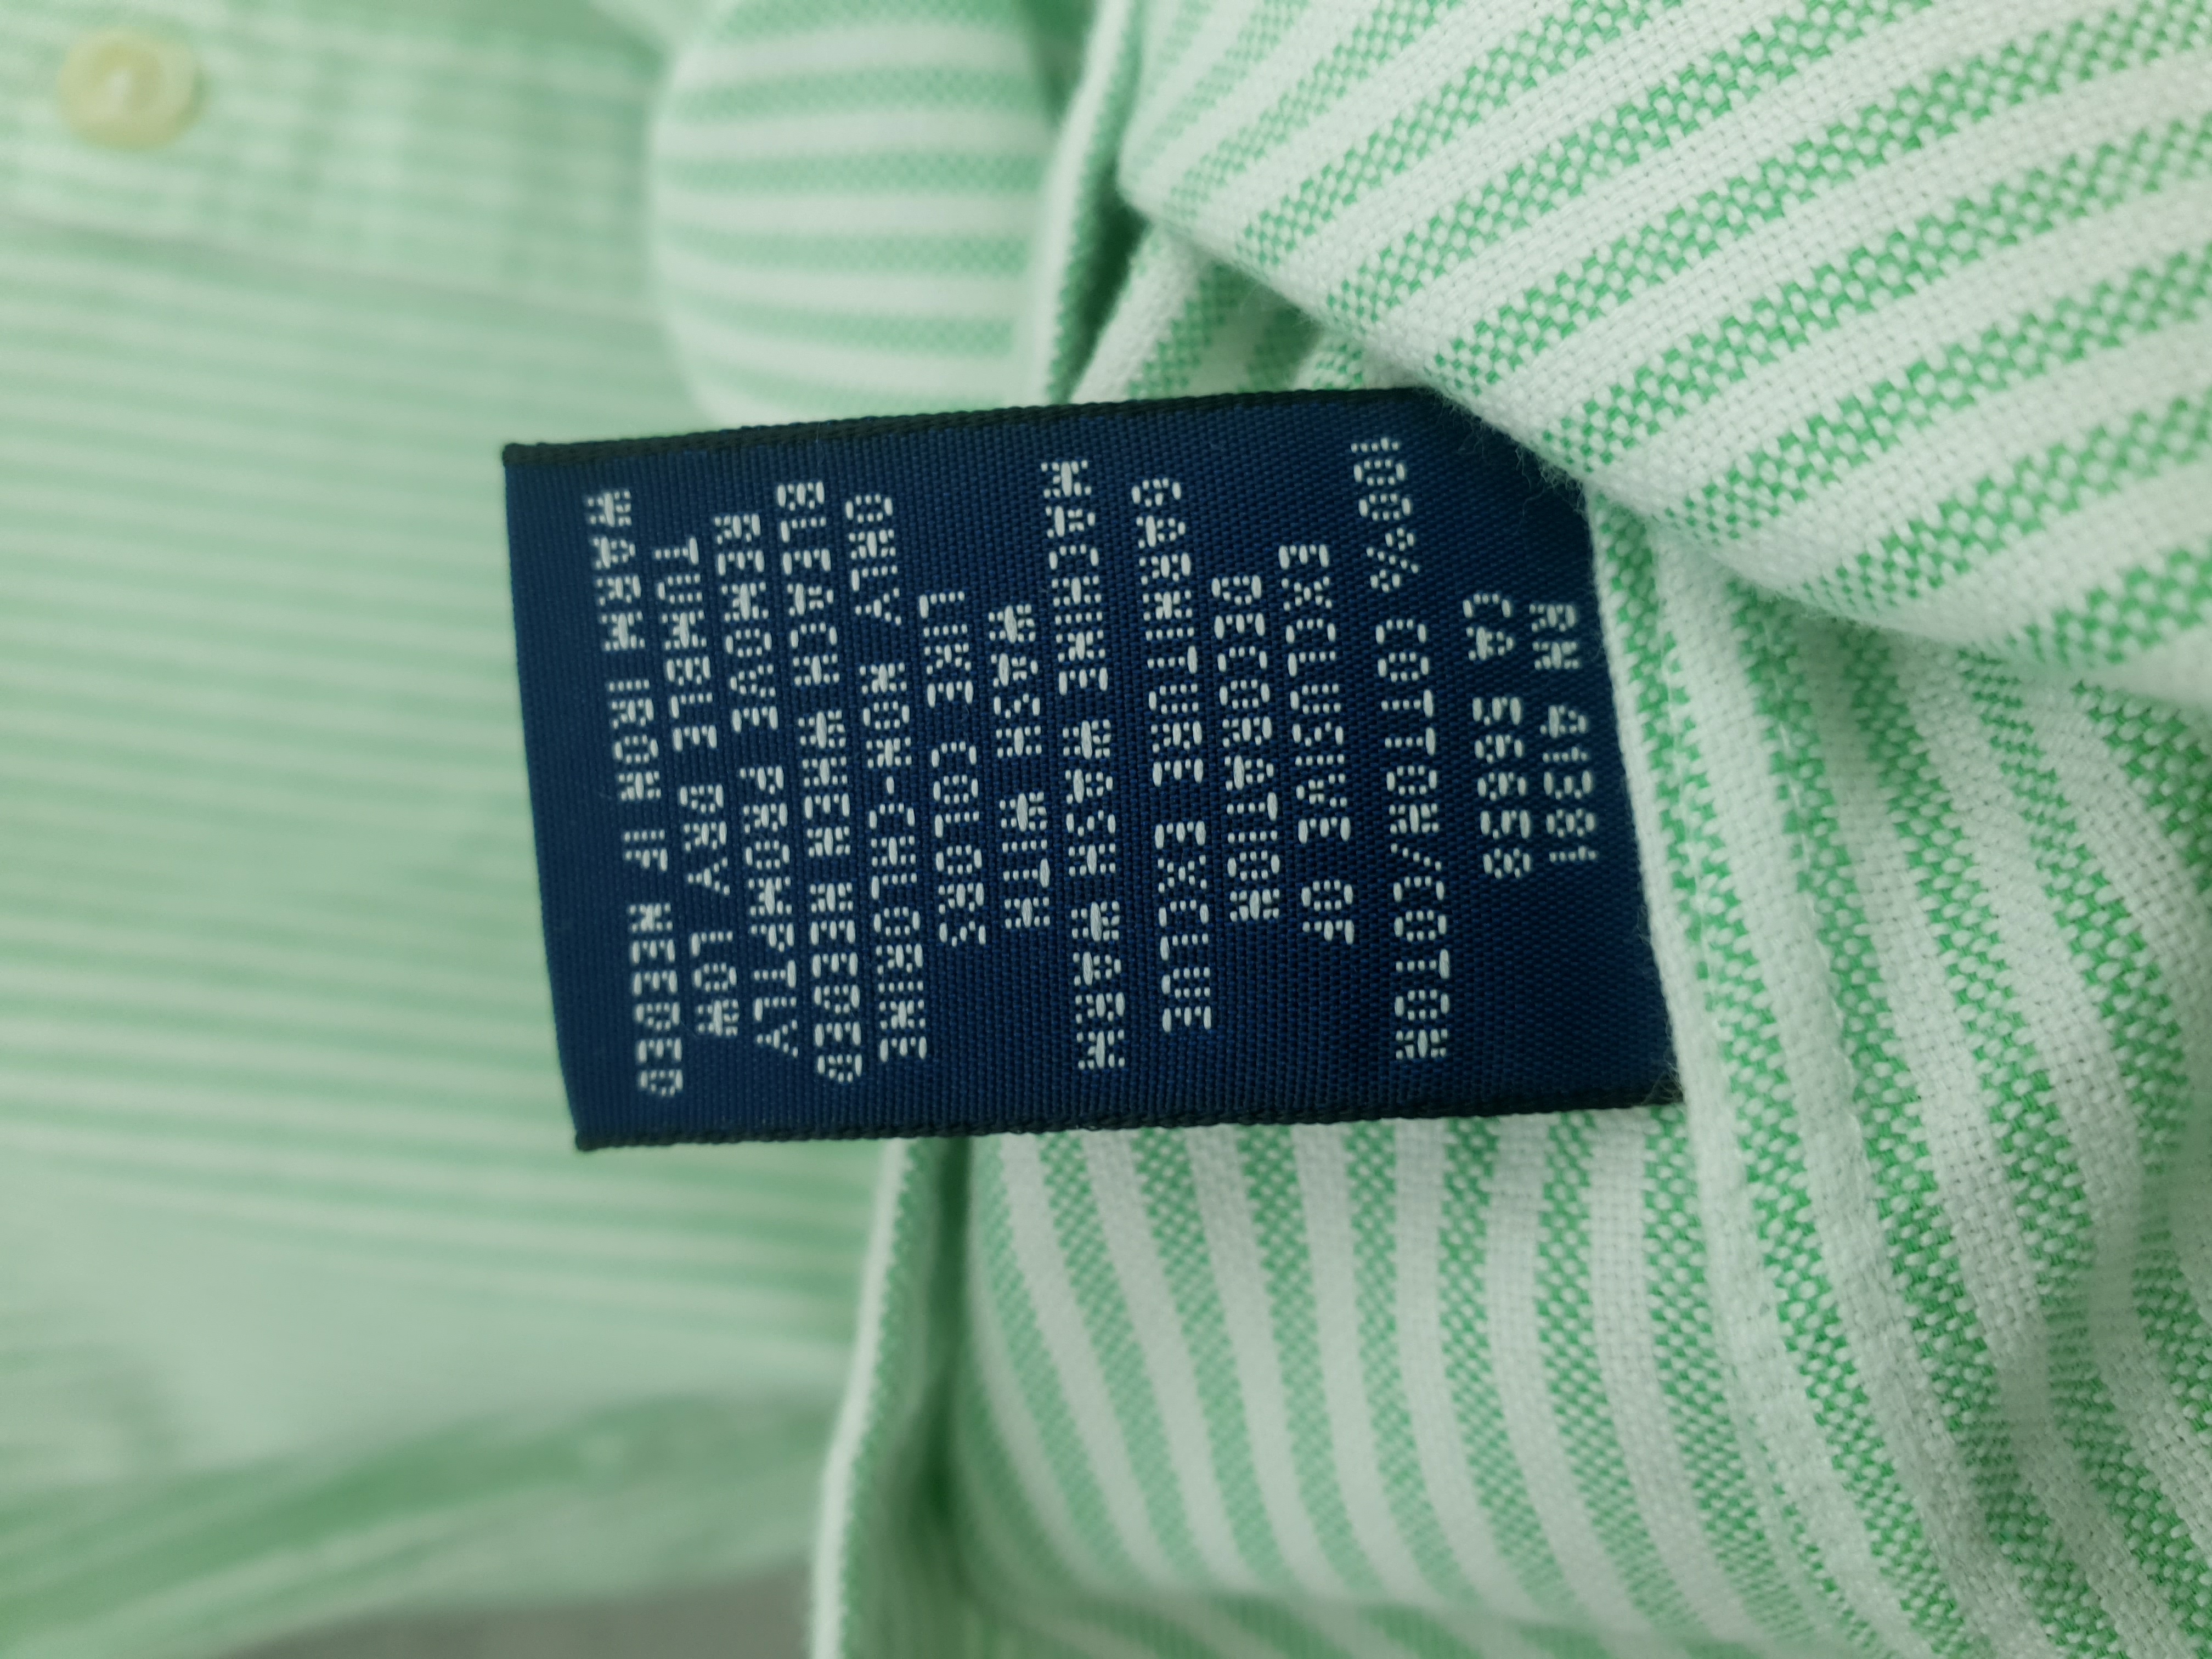 RN 41381
CA 56658
100% COTTON/COTON
EXCLUSIVE OF
DECORATION
GARNITURE EXCLUE
MACHINE WASH WARM
WASH WITH
LIKE COLORS
ONLY NON-CHLORINE
BLEACH WHEN NEEDED
REMOVE PROMPTLY
TUMBLE DRY LOW
WARM IRON IF NEEDED